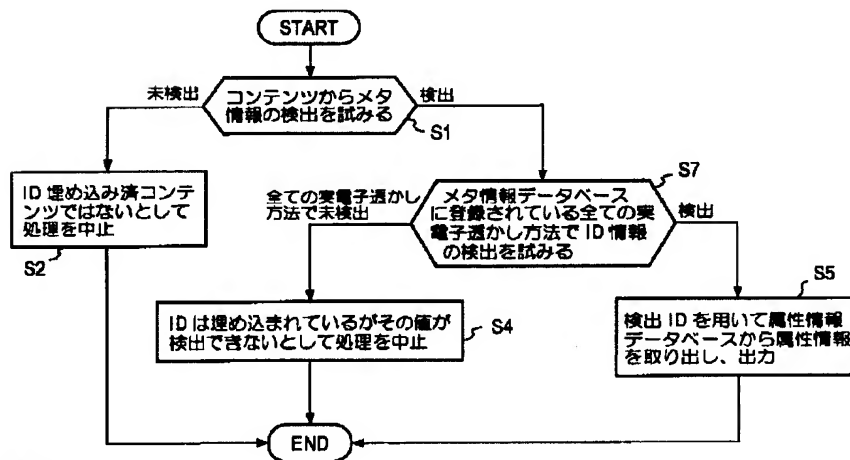 START
コンテンツからメタ
情報の検出を試みる
未検出
検出
S1
ID 埋め込み済コンテ
ンツではないとして
処理を中止
S2
メタ情報データベース
に登録されている全ての実
電子透かし方法で ID 情報
の検出を試みる
S7
全ての実電子透かし
方法で未検出
検出
ID は埋め込まれているがその値が
検出できないとして処理を中止
S4
S5
検出 ID を用いて属性情報
データベースから属性情報
を取り出し、出力
END